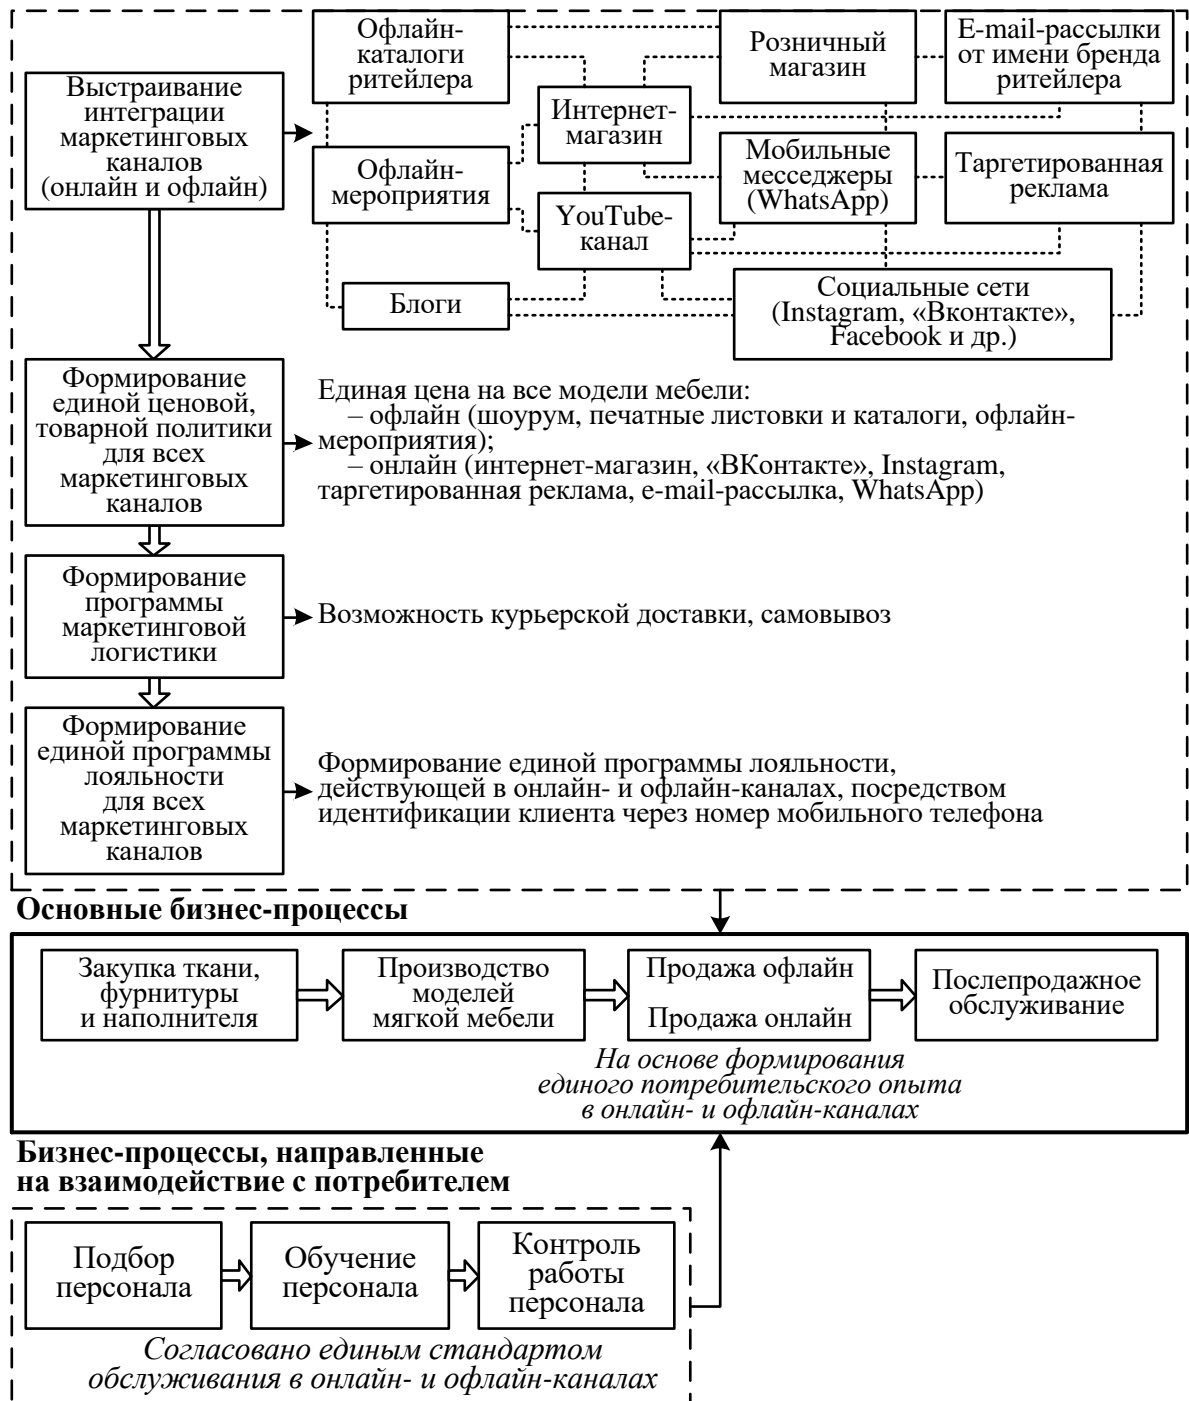 Выстраивание
интеграции
маркетинговых
каналов
(онлайн и офлайн)
Офлайн-
каталоги
ритейлера
Розничный
магазин
E-mail-рассылки
от имени бренда
ритейлера
Интернет-
магазин
Офлайн-
мероприятия
Мобильные
месседжеры
(WhatsApp)
Таргетированная
реклама
YouTube-
канал
Блоги
Социальные сети
(Instagram, «Вконтакте»,
Facebook и др.)
Формирование
единой ценовой,
товарной политики
для всех
маркетинговых
каналов
Единая цена на все модели мебели:
– офлайн (шоурум, печатные листовки и каталоги, офлайн-
мероприятия);
– онлайн (интернет-магазин, «ВКонтакте», Instagram,
таргетированная реклама, e-mail-рассылка, WhatsApp)
Формирование
программы
маркетинговой
логистики
Возможность курьерской доставки, самовывоз
Формирование
единой программы
лояльности
для всех
маркетинговых
каналов
Формирование единой программы лояльности,
действующей в онлайн- и офлайн-каналах, посредством
идентификации клиента через номер мобильного телефона
Основные бизнес-процессы
Закупка ткани,
фурнитуры
и наполнителя
Производство
моделей
мягкой мебели
Продажа офлайн
Продажа онлайн
Послепродажное
обслуживание
На основе формирования
единого потребительского опыта
в онлайн- и офлайн-каналах
Бизнес-процессы, направленные
на взаимодействие с потребителем
Подбор
персонала
Обучение
персонала
Контроль
работы
персонала
Согласовано единым стандартом
обслуживания в онлайн- и офлайн-каналах